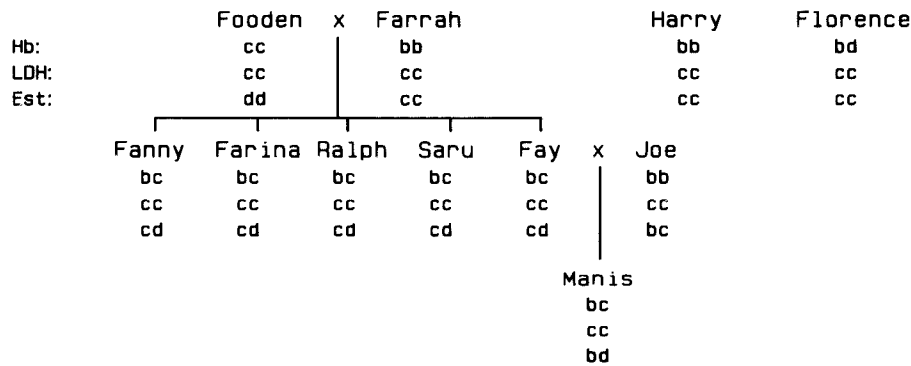 Fooden x Farrah Harry Florence
Hb: cc bb bb bd
LDH: cc cc cc cc
Est: dd cc cc cc
Fanny Farina Ralph Saru Fay x Joe
bc bc bc bc bc bb
cc cc cc cc cc cc
cd cd cd cd cd bc
Manis
bc
cc
bd